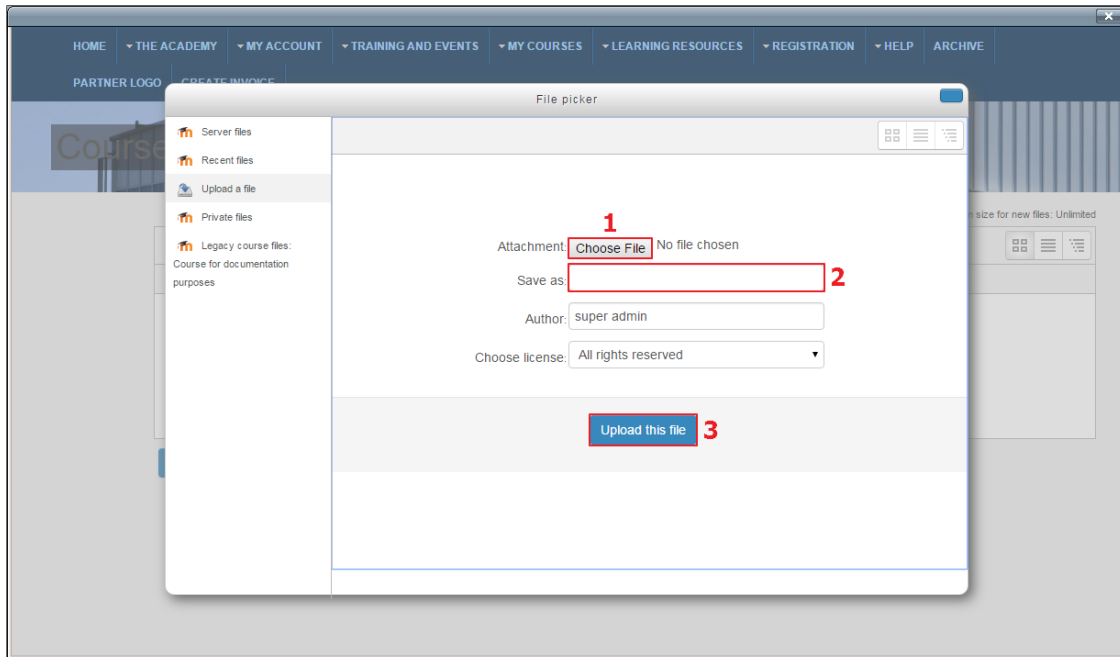 HOME THE ACADEMY MY ACCOUNT TRAINING AND EVENTS MY COURSES LEARNING RESOURCES REGISTRATION HELP ARCHIVE
PARTNER LOGO CREATE INVOICE
File picker
Course
Server files
Recent files
Upload a file
Private files
Legacy course files:
Course for documentation
purposes
size for new files: Unlimited
1
Attachment: Choose File No file chosen
Save as: 2
Author: super admin
Choose license: All rights reserved
Upload this file 3